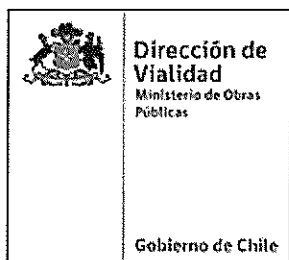 Dirección de
Vialidad
Ministerio de Obras
Públicas
Gobierno de Chile